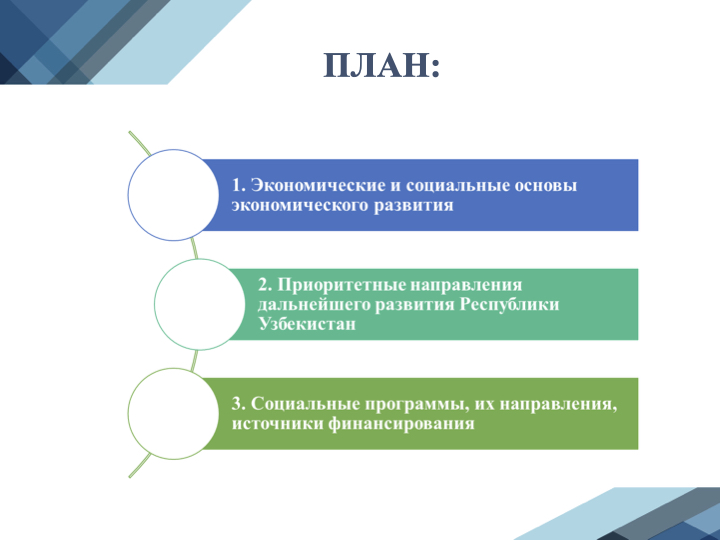 ПЛАН:
1. Экономические и социальные основы
экономического развития
2. Приоритетные направления
дальнейшего развития Республики
Узбекистан
3. Социальные программы, их направления,
источники финансирования